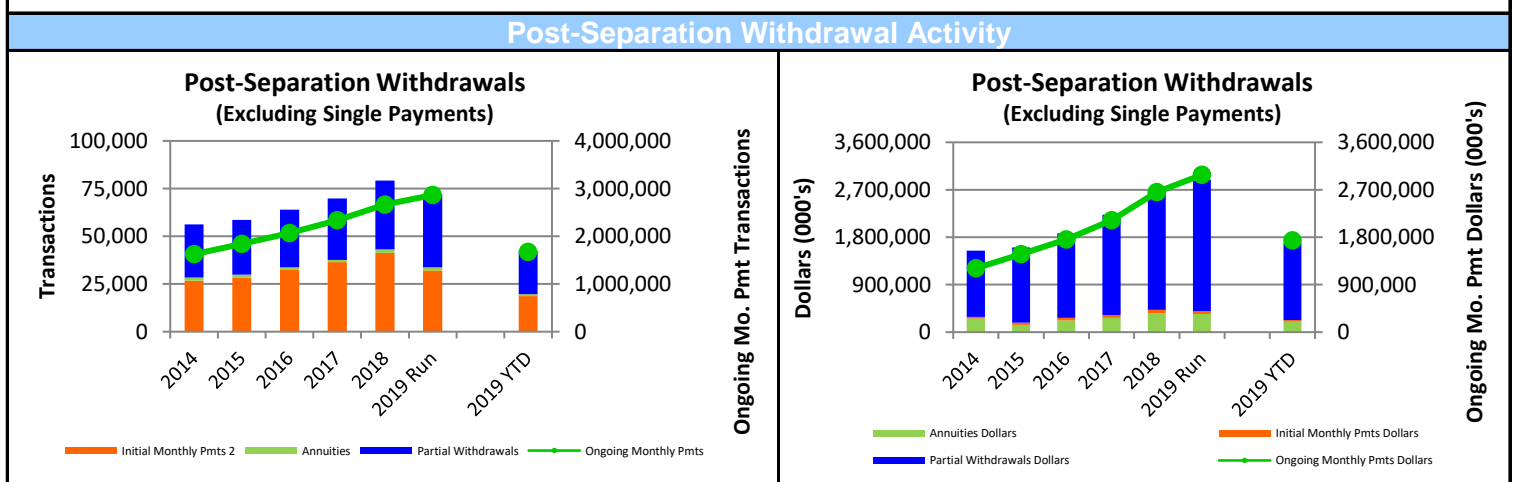 Post-Separation Withdrawal Activity
Post-Separation Withdrawals
(Excluding Single Payments)
Transactions
100,000
75,000
50,000
25,000
0
4,000,000
3,000,000
2,000,000
1,000,000
0
Ongoing Mo. Pmt Transactions
2014
2015
2016
2017
2018
2019 Run
2019 YTD
Initial Monthly Pmts 2
Annuities
Partial Withdrawals
Ongoing Monthly Pmts
Post-Separation Withdrawals
(Excluding Single Payments)
Dollars (000's)
3,600,000
2,700,000
1,800,000
900,000
0
3,600,000
2,700,000
1,800,000
900,000
0
Ongoing Mo. Pmt Dollars (000's)
2014
2015
2016
2017
2018
2019 Run
2019 YTD
Annuities Dollars
Initial Monthly Pmts Dollars
Partial Withdrawals Dollars
Ongoing Monthly Pmts Dollars